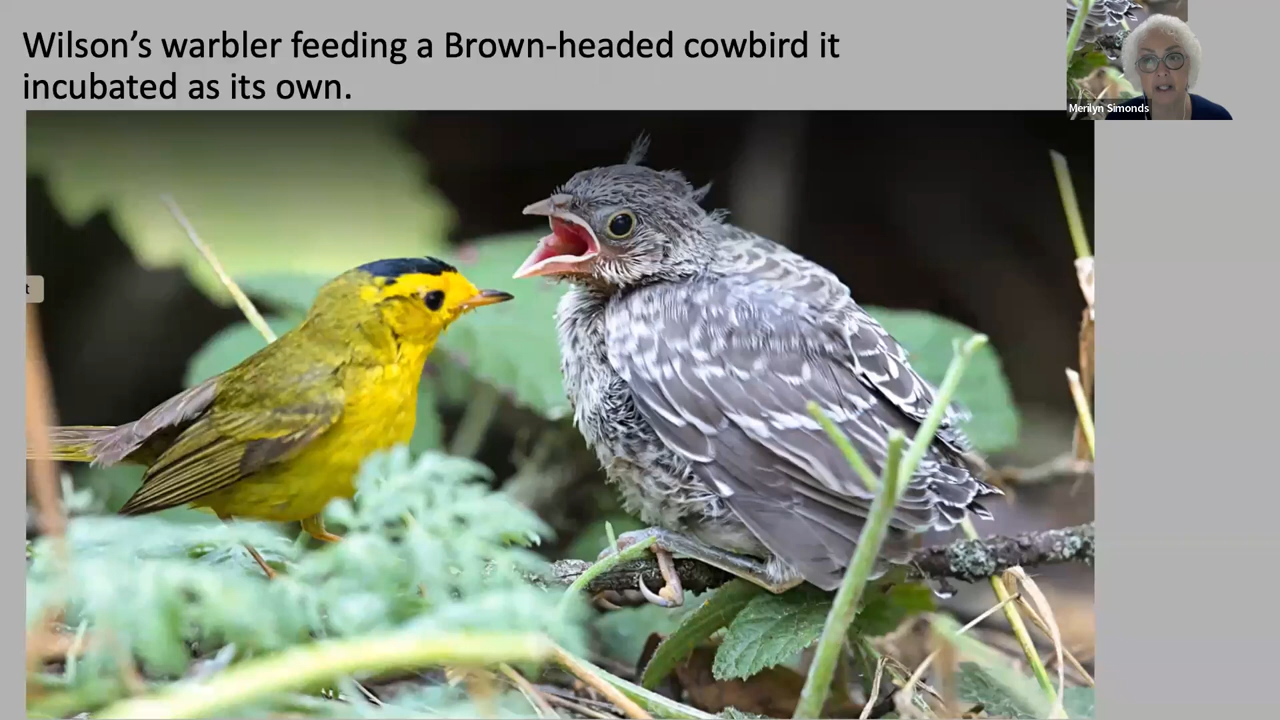 Wilson’s warbler feeding a Brown-headed cowbird it
incubated as its own.
Merilyn Simonds
t